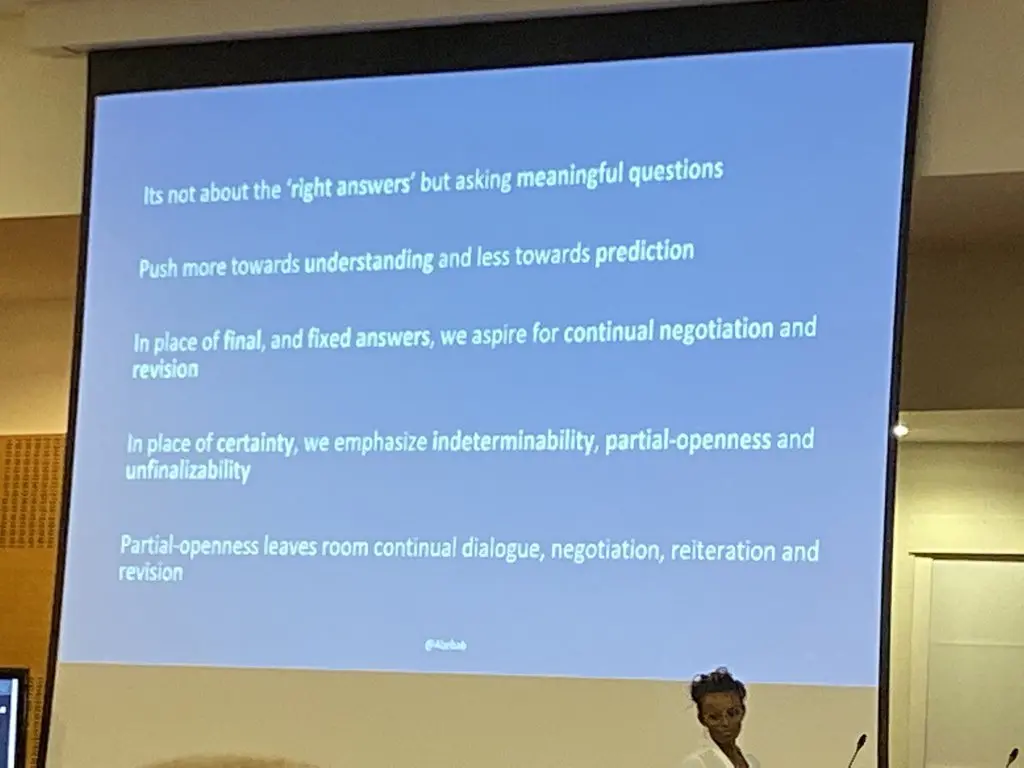 Its not about the ‘right answers’ but asking meaningful questions
Push more towards understanding and less towards prediction
In place of final, and fixed answers, we aspire for continual negotiation and
revision
In place of certainty, we emphasize indeterminability, partial-openness and
unfinalizability
Partial-openness leaves room continual dialogue, negotiation, reiteration and
revision